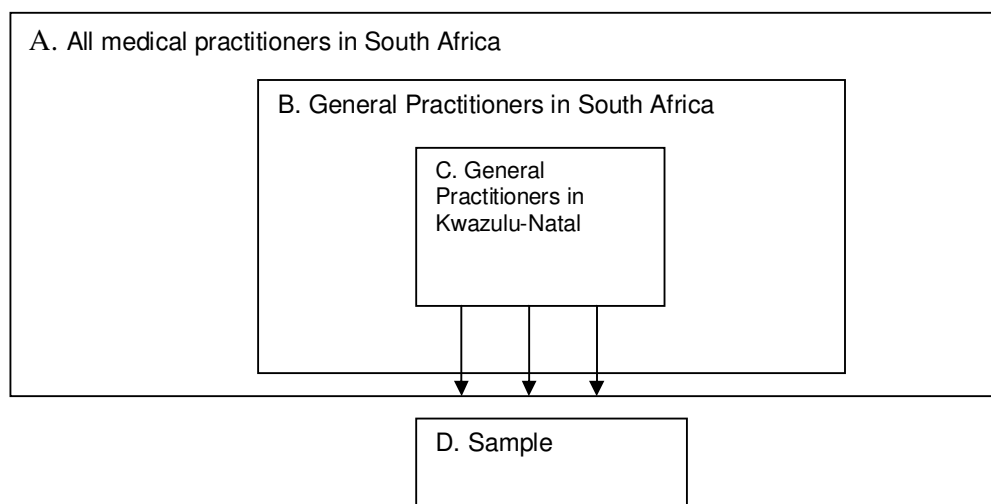 A. All medical practitioners in South Africa
B. General Practitioners in South Africa
C. General
Practitioners in
Kwazulu-Natal
D. Sample